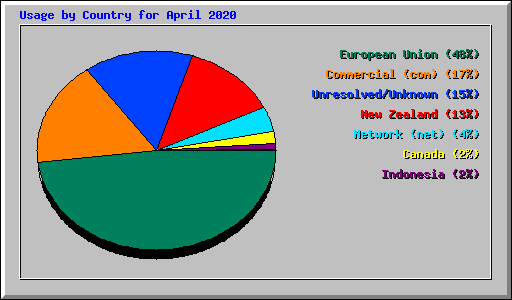 Usage by Country for April 2020
European Union (48%)
Commercial (com) (17%)
Unresolved/Unknown (15%)
New Zealand (13%)
Network (net) (4%)
Canada (2%)
Indonesia (2%)